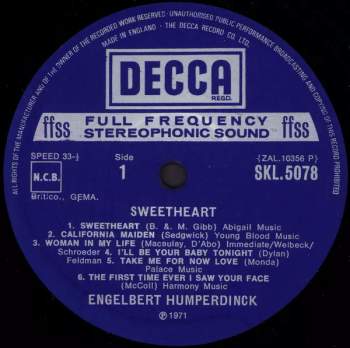 ALL RIGHTS OF THE MANUFACTURER AND OF THE OWNER OF THE RECORDED WORK RESERVED · UNAUTHORISED PUBLIC PERFORMANCE, BROADCASTING AND COPYING OF THIS RECORD PROHIBITED
MADE IN ENGLAND · THE DECCA RECORD CO. LTD.
DECCA
REGD.
ffss FULL FREQUENCY STEREOPHONIC SOUND ffss
SPEED 33-⅓
Side
1
(ZAL.10356 P)
SKL.5078
N.C.B.
Britico., GEMA.
SWEETHEART
1. SWEETHEART (B. & M. Gibb) Abigail Music
2. CALIFORNIA MAIDEN (Sedgwick) Young Blood Music
3. WOMAN IN MY LIFE (Macaulay, D'Abo) Immediate/Welbeck/
Schroeder 4. I'LL BE YOUR BABY TONIGHT (Dylan)
Feldman 5. TAKE ME FOR NOW LOVE (Monda)
Palace Music
6. THE FIRST TIME EVER I SAW YOUR FACE
(McColl) Harmony Music
ENGELBERT HUMPERDINCK
℗1971